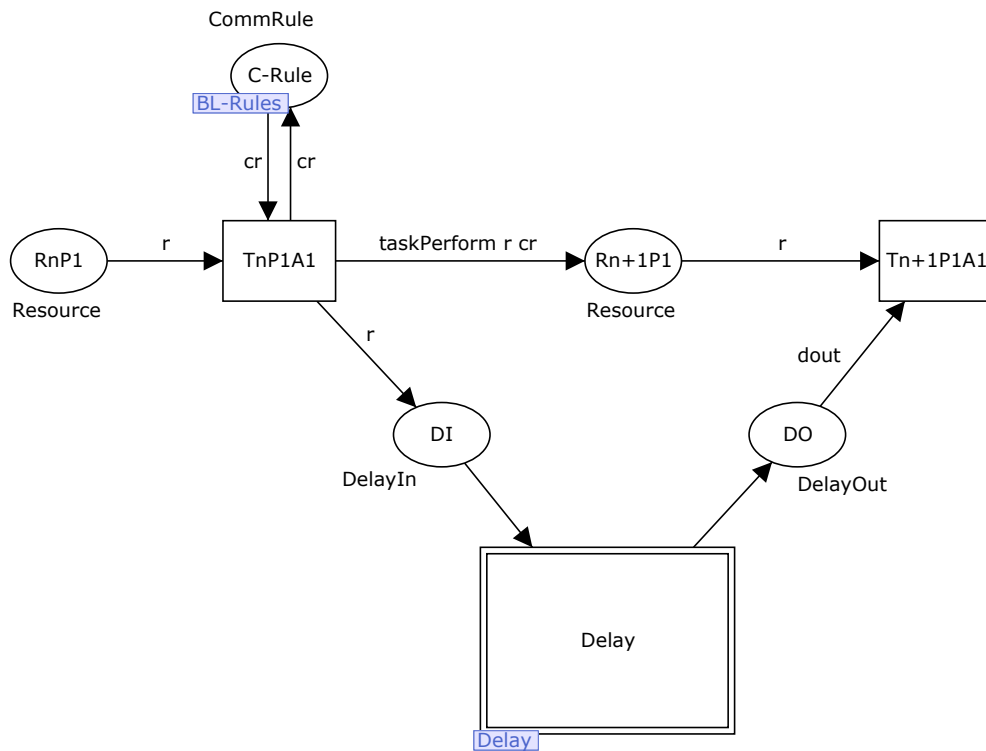 CommRule
C-Rule
BL-Rules
cr
cr
RnP1
r
TnP1A1
taskPerform r cr
Rn+1P1
r
Tn+1P1A1
Resource
Resource
r
dout
DI
DO
DelayIn
DelayOut
Delay
Delay